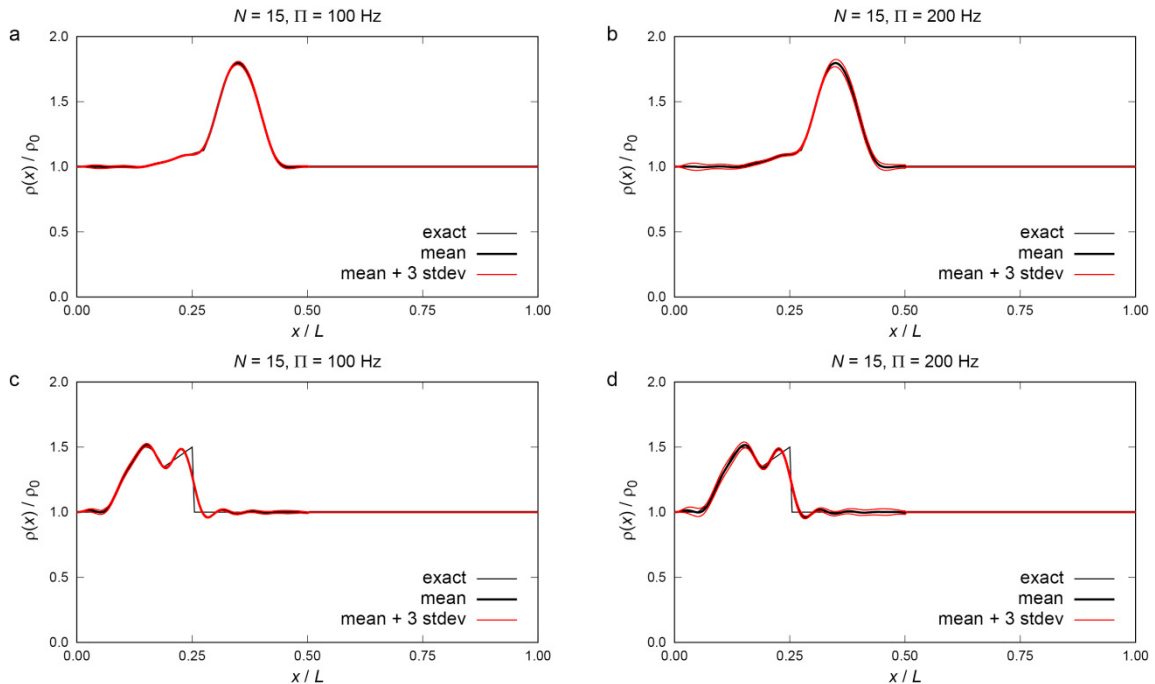 a
N = 15, Π = 100 Hz
2.0
1.5
1.0
0.5
0.0
ρ(x) / ρ0
exact
mean
mean + 3 stdev
0.00 0.25 0.50 0.75 1.00
x / L
b
N = 15, Π = 200 Hz
2.0
1.5
1.0
0.5
0.0
ρ(x) / ρ0
exact
mean
mean + 3 stdev
0.00 0.25 0.50 0.75 1.00
x / L
c
N = 15, Π = 100 Hz
2.0
1.5
1.0
0.5
0.0
ρ(x) / ρ0
exact
mean
mean + 3 stdev
0.00 0.25 0.50 0.75 1.00
x / L
d
N = 15, Π = 200 Hz
2.0
1.5
1.0
0.5
0.0
ρ(x) / ρ0
exact
mean
mean + 3 stdev
0.00 0.25 0.50 0.75 1.00
x / L